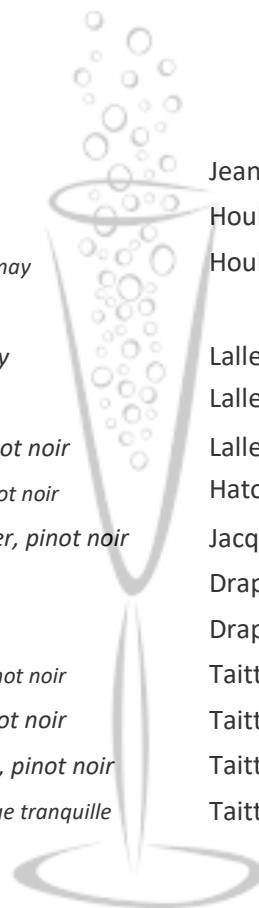 Jean
Houl
nay Houl
y Lalle
Lalle
ot noir Lalle
ot noir Hatc
er, pinot noir Jacq
Drap
Drap
not noir Taitt
ot noir Taitt
, pinot noir Taitt
ge tranquille Taitt